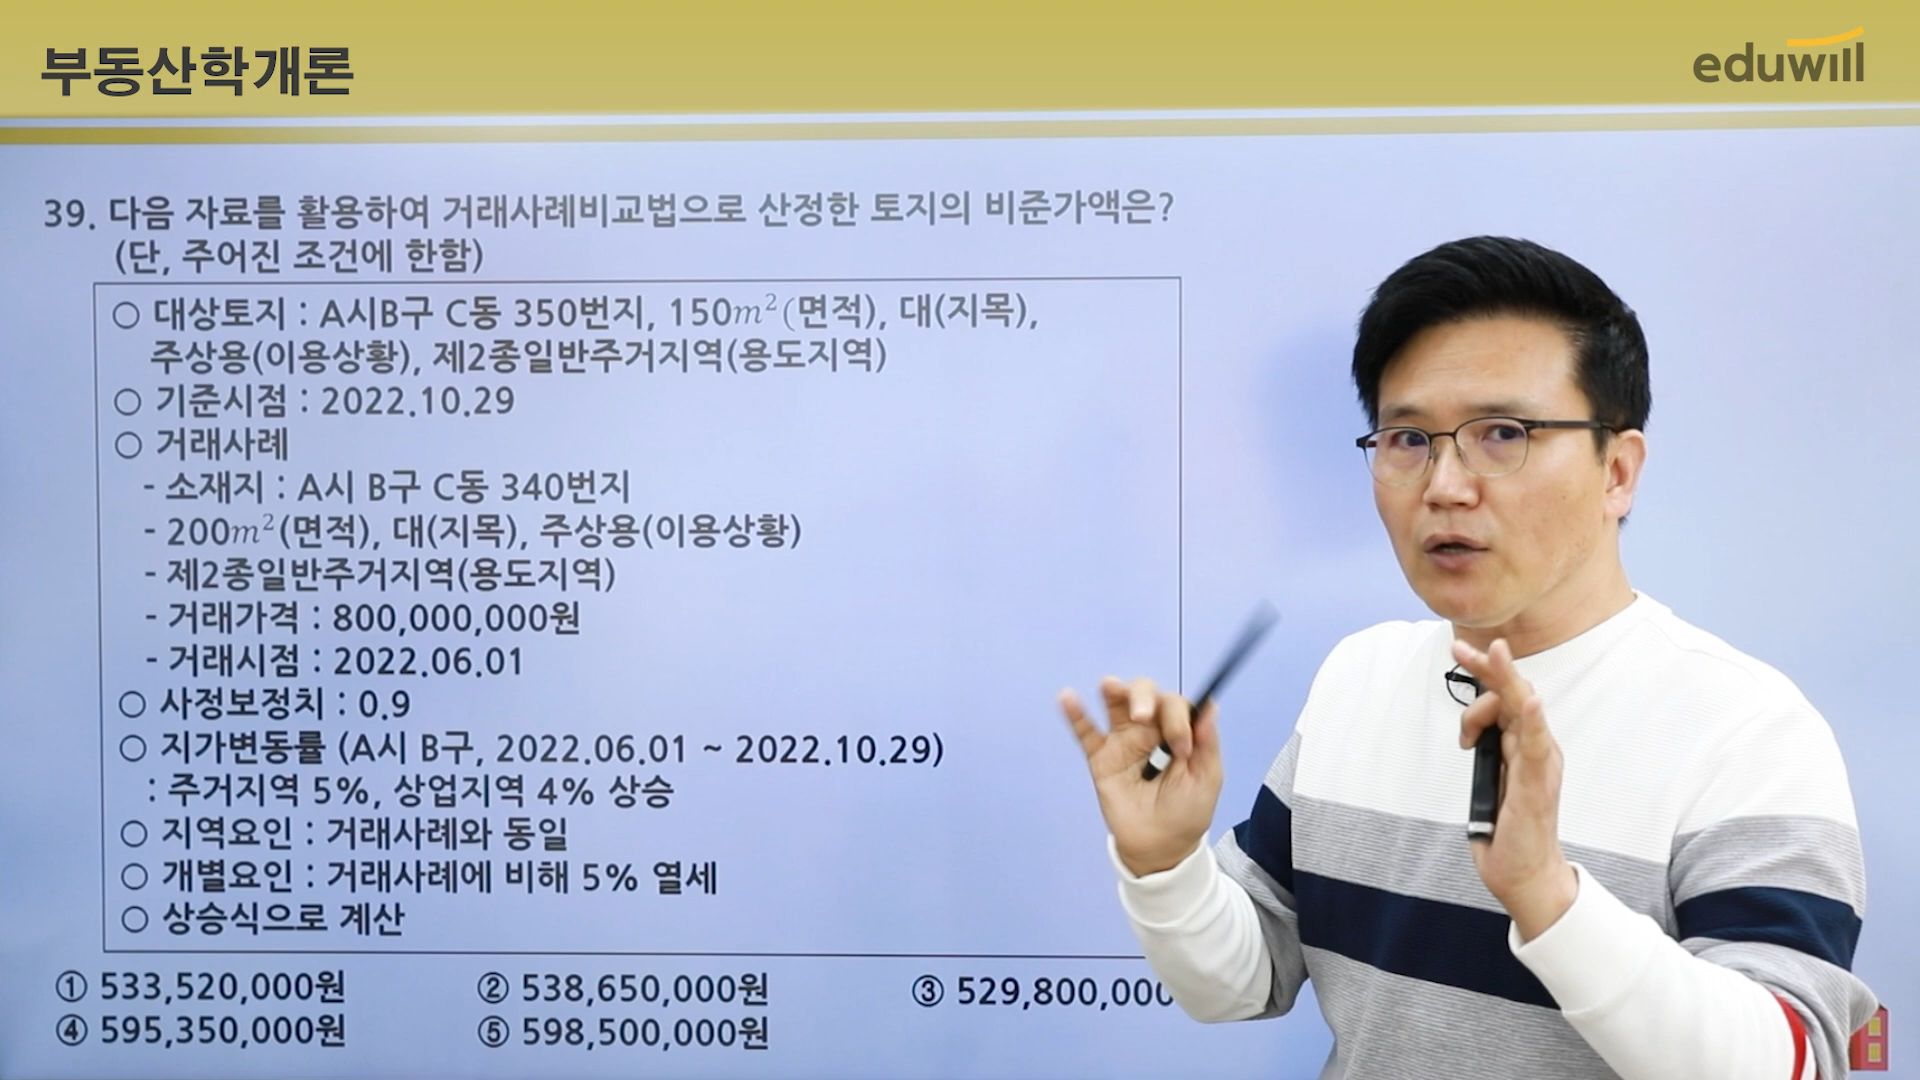 부동산학개론
eduwill
39. 다음 자료를 활용하여 거래사례비교법으로 산정한 토지의 비준가액은?
(단, 주어진 조건에 한함)
○ 대상토지 : A시B구 C동 350번지, 150m²(면적), 대(지목),
주상용(이용상황), 제2종일반주거지역(용도지역)
○ 기준시점 : 2022.10.29
○ 거래사례
- 소재지 : A시 B구 C동 340번지
- 200m²(면적), 대(지목), 주상용(이용상황)
- 제2종일반주거지역(용도지역)
- 거래가격 : 800,000,000원
- 거래시점 : 2022.06.01
○ 사정보정치 : 0.9
○ 지가변동률 (A시 B구, 2022.06.01 ~ 2022.10.29)
: 주거지역 5%, 상업지역 4% 상승
○ 지역요인 : 거래사례와 동일
○ 개별요인 : 거래사례에 비해 5% 열세
○ 상승식으로 계산
① 533,520,000원 ② 538,650,000원 ③ 529,800,000
④ 595,350,000원 ⑤ 598,500,000원